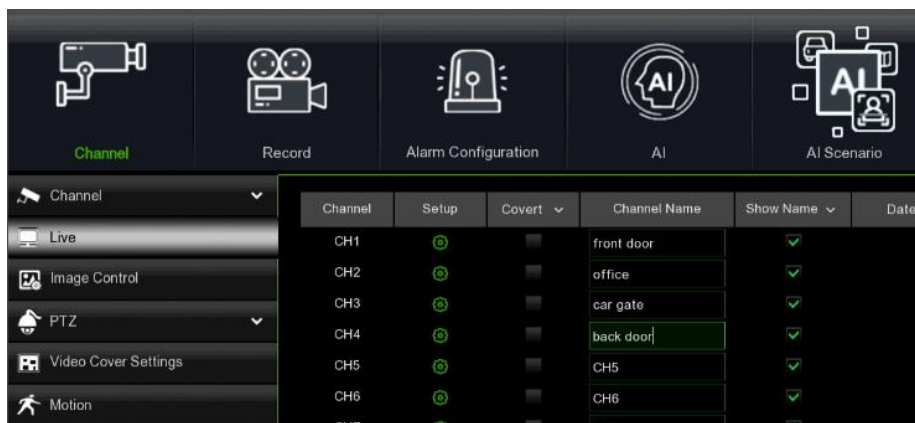 AI
AI
Channel
Record
Alarm Configuration
AI
AI Scenario
Channel
Live
Image Control
PTZ
Video Cover Settings
Motion
Channel Setup Covert Channel Name Show Name Date
CH1 front door
CH2 office
CH3 car gate
CH4 back door
CH5 CH5
CH6 CH6